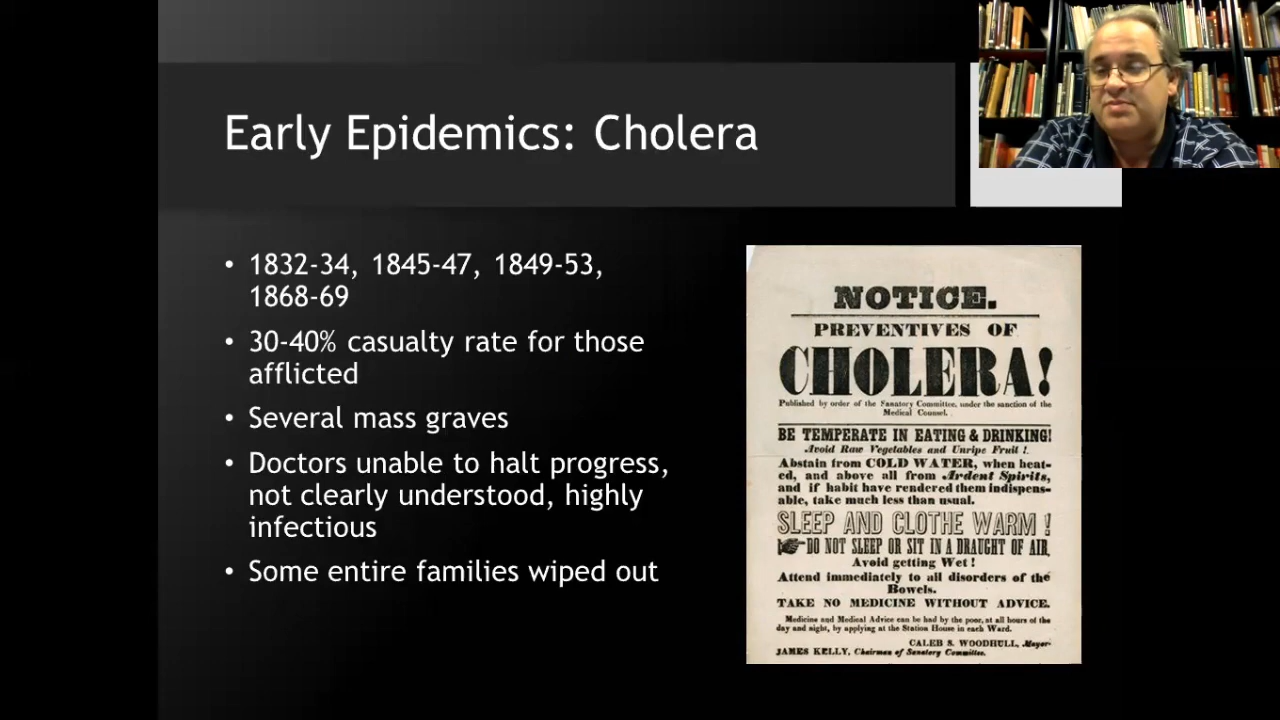 Early Epidemics: Cholera
• 1832-34, 1845-47, 1849-53,
1868-69
• 30-40% casualty rate for those
afflicted
• Several mass graves
• Doctors unable to halt progress,
not clearly understood, highly
infectious
• Some entire families wiped out
NOTICE.
PREVENTIVES OF
CHOLERA!
Published by order of the Sanatory Committee, under the sanction of the
Medical Counsel.
BE TEMPERATE IN EATING & DRINKING!
Avoid Raw Vegetables and Unripe Fruit !
Abstain from COLD WATER, when heat-
ed, and above all from Ardent Spirits,
and if habit have rendered them indispens-
able, take much less than usual.
SLEEP AND CLOTHE WARM !
DO NOT SLEEP OR SIT IN A DRAUGHT OF AIR,
Avoid getting Wet !
Attend immediately to all disorders of the
Bowels.
TAKE NO MEDICINE WITHOUT ADVICE.
Medicine and Medical Advice can be had by the poor, at all hours of the
day and night, by applying at the Station House in each Ward.
CALEB S. WOODHULL, Mayor
JAMES KELLY, Chairman of Sanatory Committee.